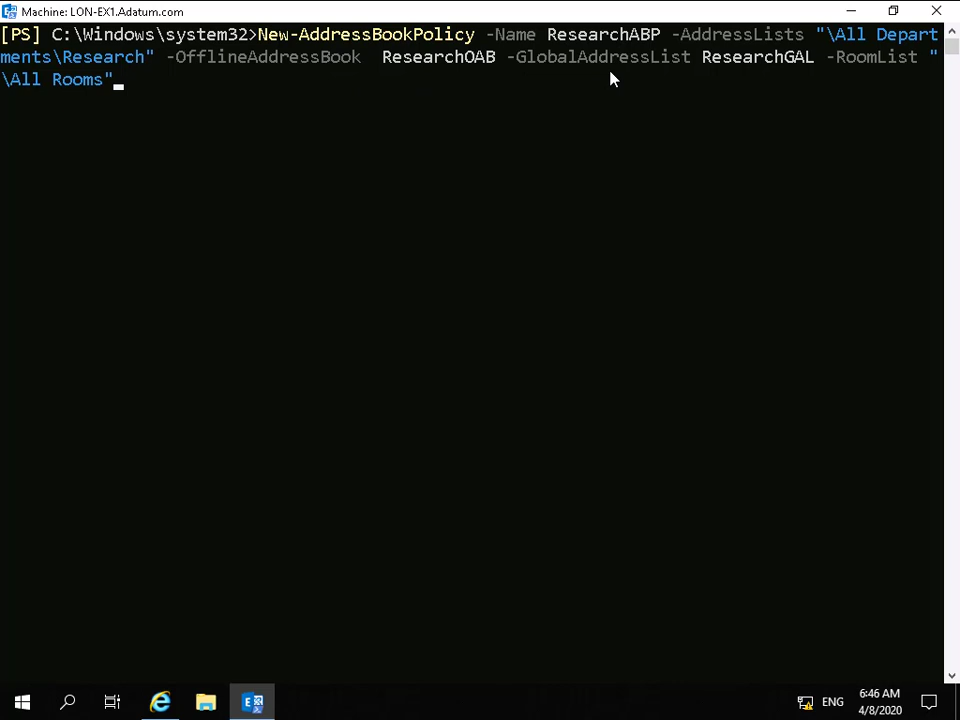 Machine: LON-EX1.Adatum.com
[PS] C:\Windows\system32>New-AddressBookPolicy -Name ResearchABP -AddressLists "\All Depart
ments\Research" -OfflineAddressBook  ResearchOAB -GlobalAddressList ResearchGAL -RoomList "
\All Rooms"
ENG
6:46 AM
4/8/2020